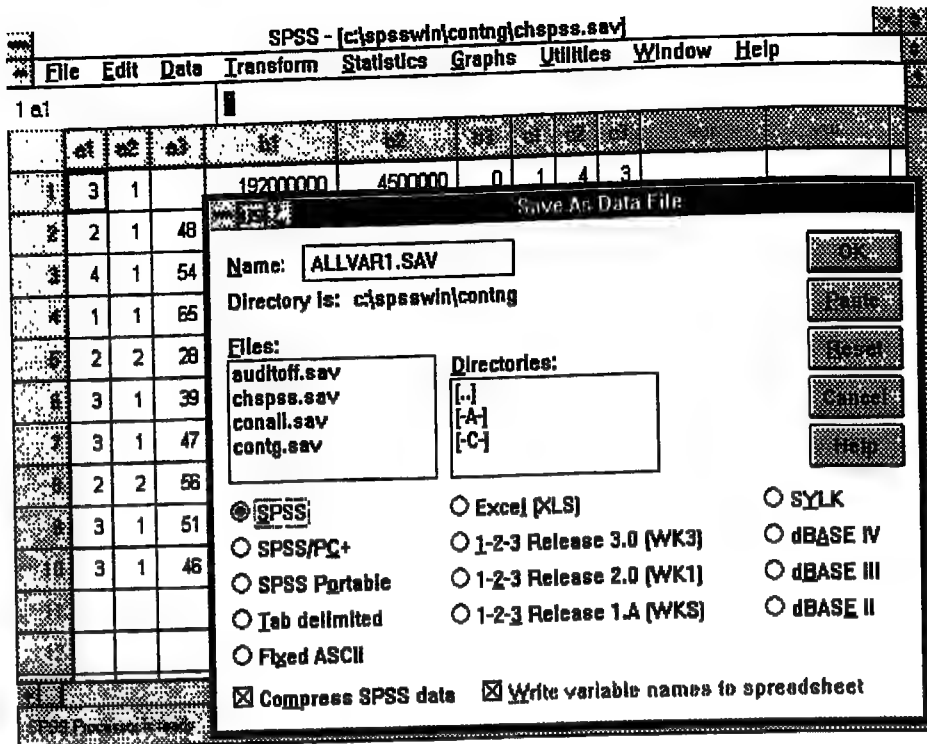 SPSS - [c:\spsswin\contng\chspss.sav]
File Edit Data Transform Statistics Graphs Utilities Window Help
1 a1
a1 a2 a3 b1 b2 b3 c1 c2 c3
1 3 1 192000000 4500000 0 1 4 3
2 2 1 48
3 4 1 54
4 1 1 65
5 2 2 28
6 3 1 39
7 3 1 47
8 2 2 56
9 3 1 51
10 3 1 46
Save As Data File
Name: ALLVAR1.SAV
Directory is: c:\spsswin\contng
Files:
auditoff.sav
chspss.sav
conall.sav
contg.sav
Directories:
[..]
[-A-]
[-C-]
OK
Paste
Reset
Cancel
Help
SPSS
SPSS/PC+
SPSS Portable
Tab delimited
Fixed ASCII
Excel (XLS)
1-2-3 Release 3.0 (WK3)
1-2-3 Release 2.0 (WK1)
1-2-3 Release 1.A (WKS)
SYLK
dBASE IV
dBASE III
dBASE II
Compress SPSS data
Write variable names to spreadsheet